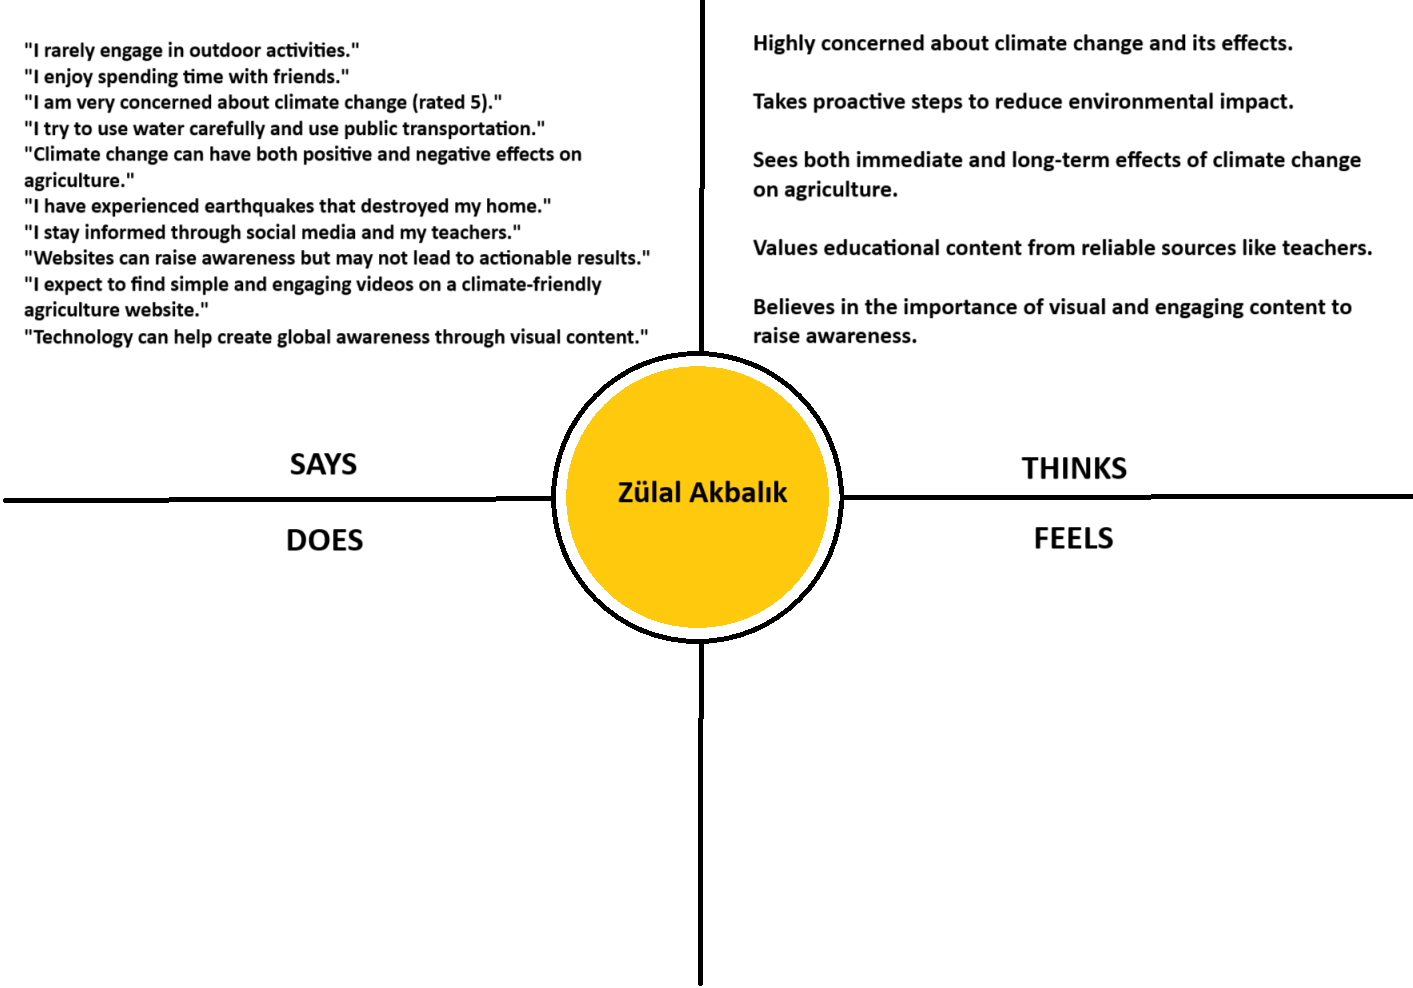 "I rarely engage in outdoor activities."
"I enjoy spending time with friends."
"I am very concerned about climate change (rated 5)."
"I try to use water carefully and use public transportation."
"Climate change can have both positive and negative effects on
agriculture."
"I have experienced earthquakes that destroyed my home."
"I stay informed through social media and my teachers."
"Websites can raise awareness but may not lead to actionable results."
"I expect to find simple and engaging videos on a climate-friendly
agriculture website."
"Technology can help create global awareness through visual content."
SAYS
Highly concerned about climate change and its effects.
Takes proactive steps to reduce environmental impact.
Sees both immediate and long-term effects of climate change
on agriculture.
Values educational content from reliable sources like teachers.
Believes in the importance of visual and engaging content to
raise awareness.
THINKS
Zülal Akbalık
DOES
FEELS